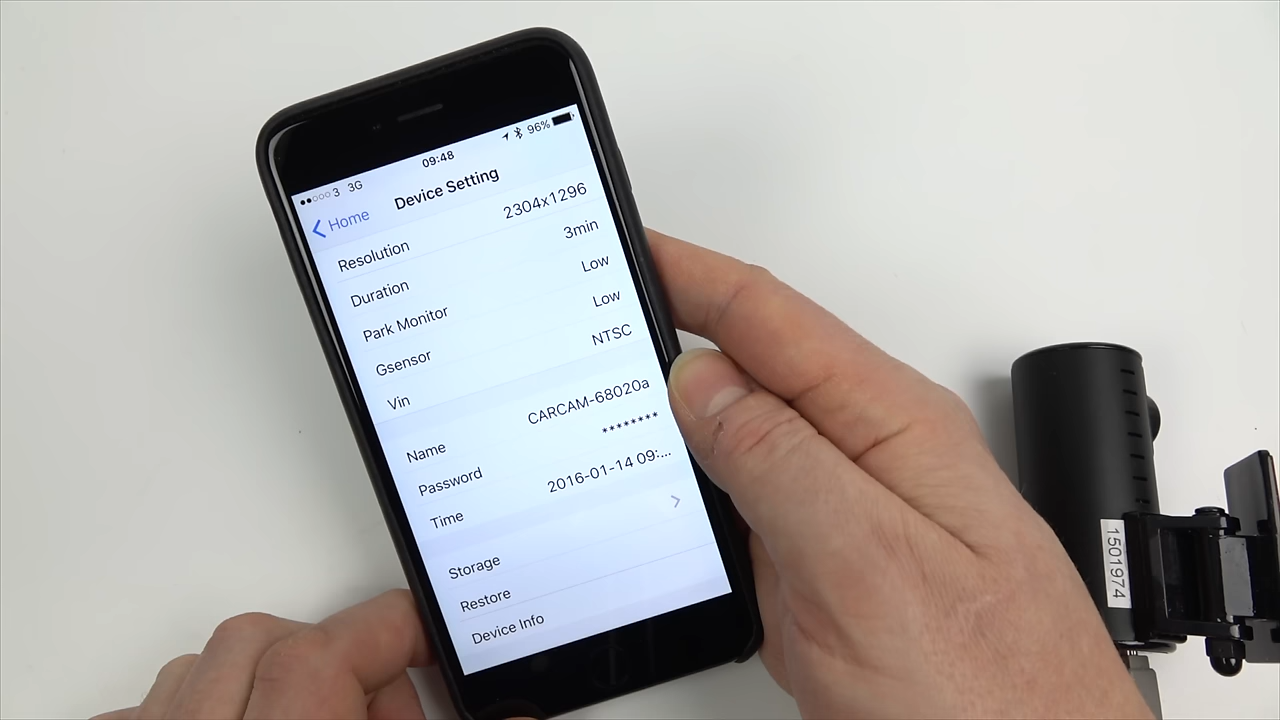 3 3G 09:48 96%
Home Device Setting
Resolution 2304x1296
Duration 3min
Park Monitor Low
Gsensor Low
Vin NTSC
Name CARCAM-68020a
Password ********
Time 2016-01-14 09:...
Storage
Restore
Device Info
1501974